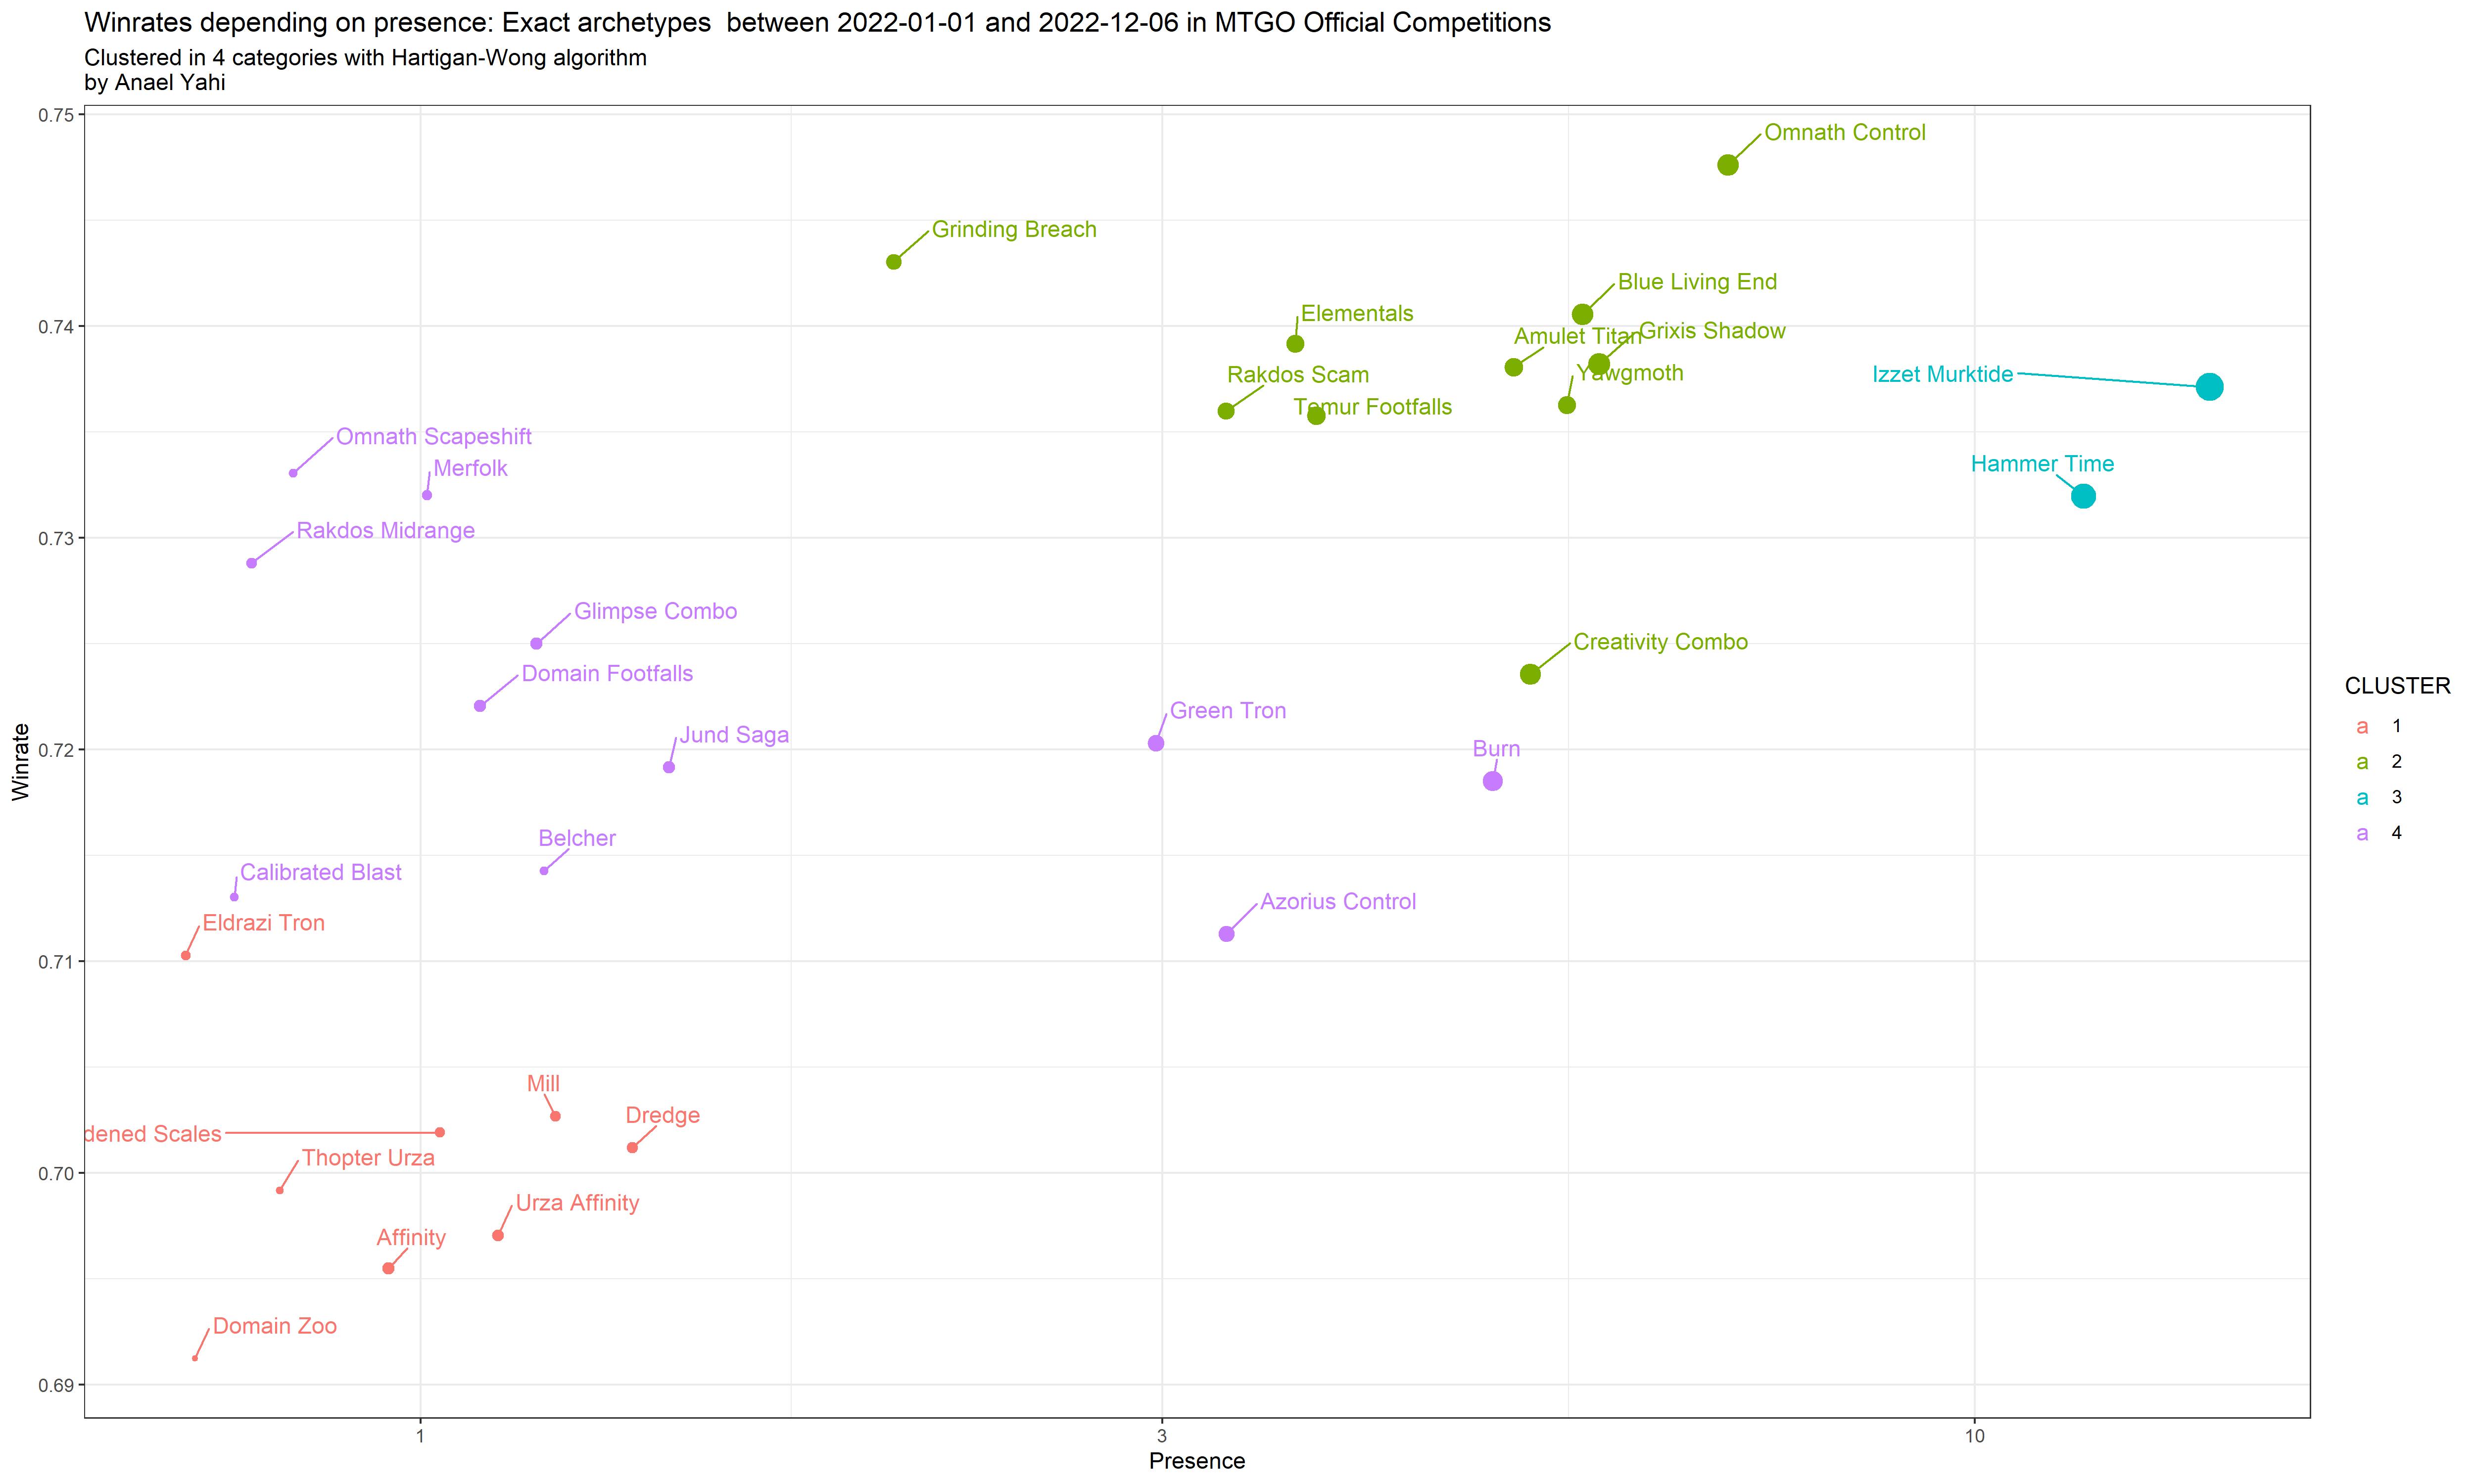 Winrates depending on presence: Exact archetypes  between 2022-01-01 and 2022-12-06 in MTGO Official Competitions
Clustered in 4 categories with Hartigan-Wong algorithm
by Anael Yahi
0.75
Omnath Control
Grinding Breach
Blue Living End
0.74
Elementals
Amulet Titan
Grixis Shadow
Rakdos Scam
Yawgmoth
Izzet Murktide
Temur Footfalls
Omnath Scapeshift
Merfolk
Hammer Time
Rakdos Midrange
0.73
Glimpse Combo
Creativity Combo
Domain Footfalls
Green Tron
Jund Saga
Burn
0.72
Belcher
Calibrated Blast
Azorius Control
Eldrazi Tron
0.71
Mill
Dredge
dened Scales
Thopter Urza
0.70
Urza Affinity
Affinity
Domain Zoo
0.69
Winrate
1
3
10
Presence
CLUSTER
a 1
a 2
a 3
a 4